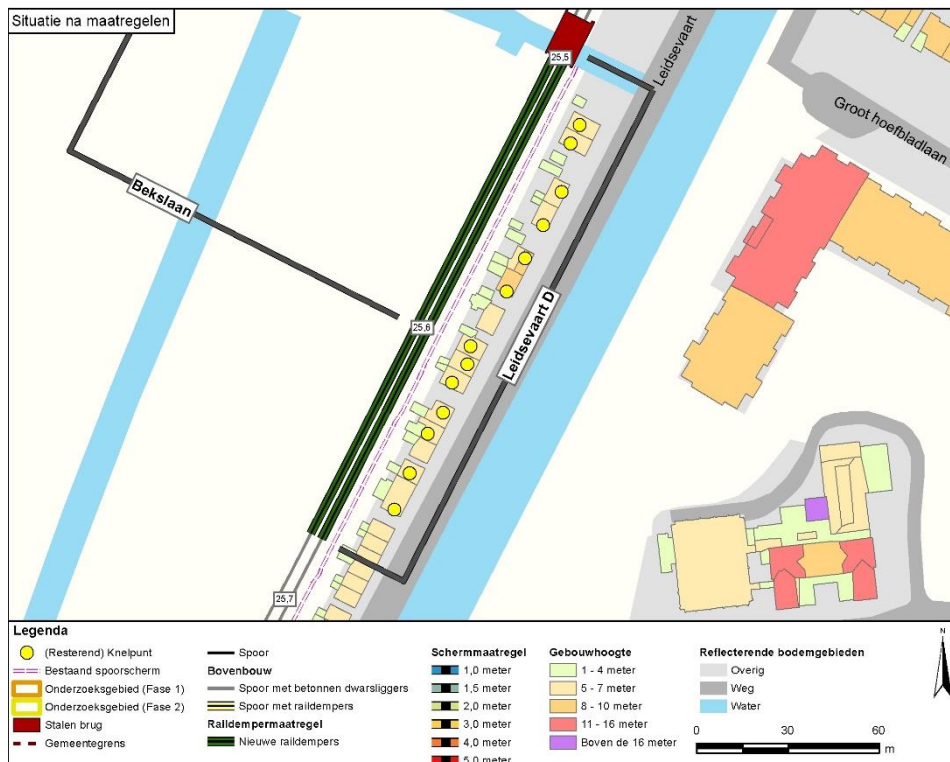 Situatie na maatregelen
25,5
Leidsevaart
Groot hoefbladlaan
Bekslaan
25,6
Leidsevaart D
25,7
Legenda
(Resterend) Knelpunt
Bestaand spoorscherm
Onderzoeksgebied (Fase 1)
Onderzoeksgebied (Fase 2)
Stalen brug
Gemeentegrens
Spoor
Bovenbouw
Spoor met betonnen dwarsliggers
Spoor met raildempers
Raildempermaatregel
Nieuwe raildempers
Schermmaatregel
1,0 meter
1,5 meter
2,0 meter
3,0 meter
4,0 meter
5,0 meter
Gebouwhoogte
1 - 4 meter
5 - 7 meter
8 - 10 meter
11 - 16 meter
Boven de 16 meter
Reflecterende bodemgebieden
Overig
Weg
Water
N
0 30 60
m